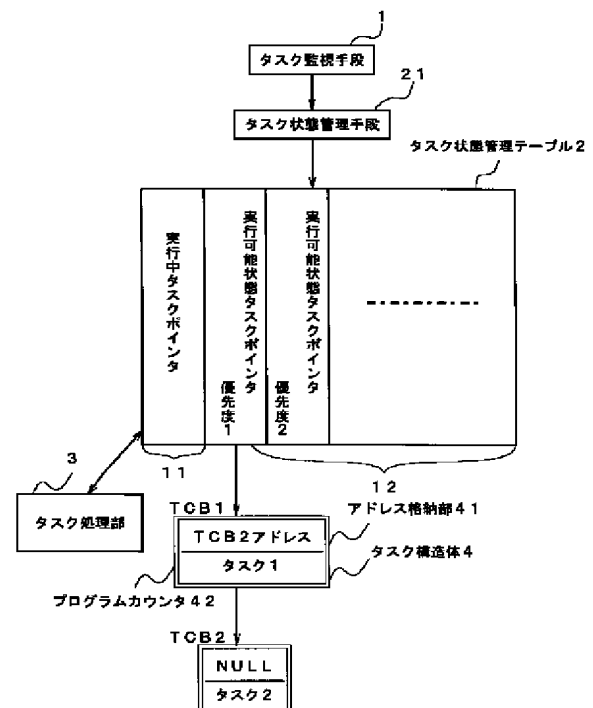 1
タスク監視手段
21
タスク状態管理手段
タスク状態管理テーブル2
実行中タスクポインタ
実行可能状態タスクポインタ
優先度1
実行可能状態タスクポインタ
優先度2
11
12
3
タスク処理部
TCB1
TCB2アドレス
タスク1
アドレス格納部41
タスク構造体4
プログラムカウンタ42
TCB2
NULL
タスク2